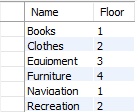 Name Floor
Books 1
Clothes 2
Equipment 3
Furniture 4
Navigation 1
Recreation 2